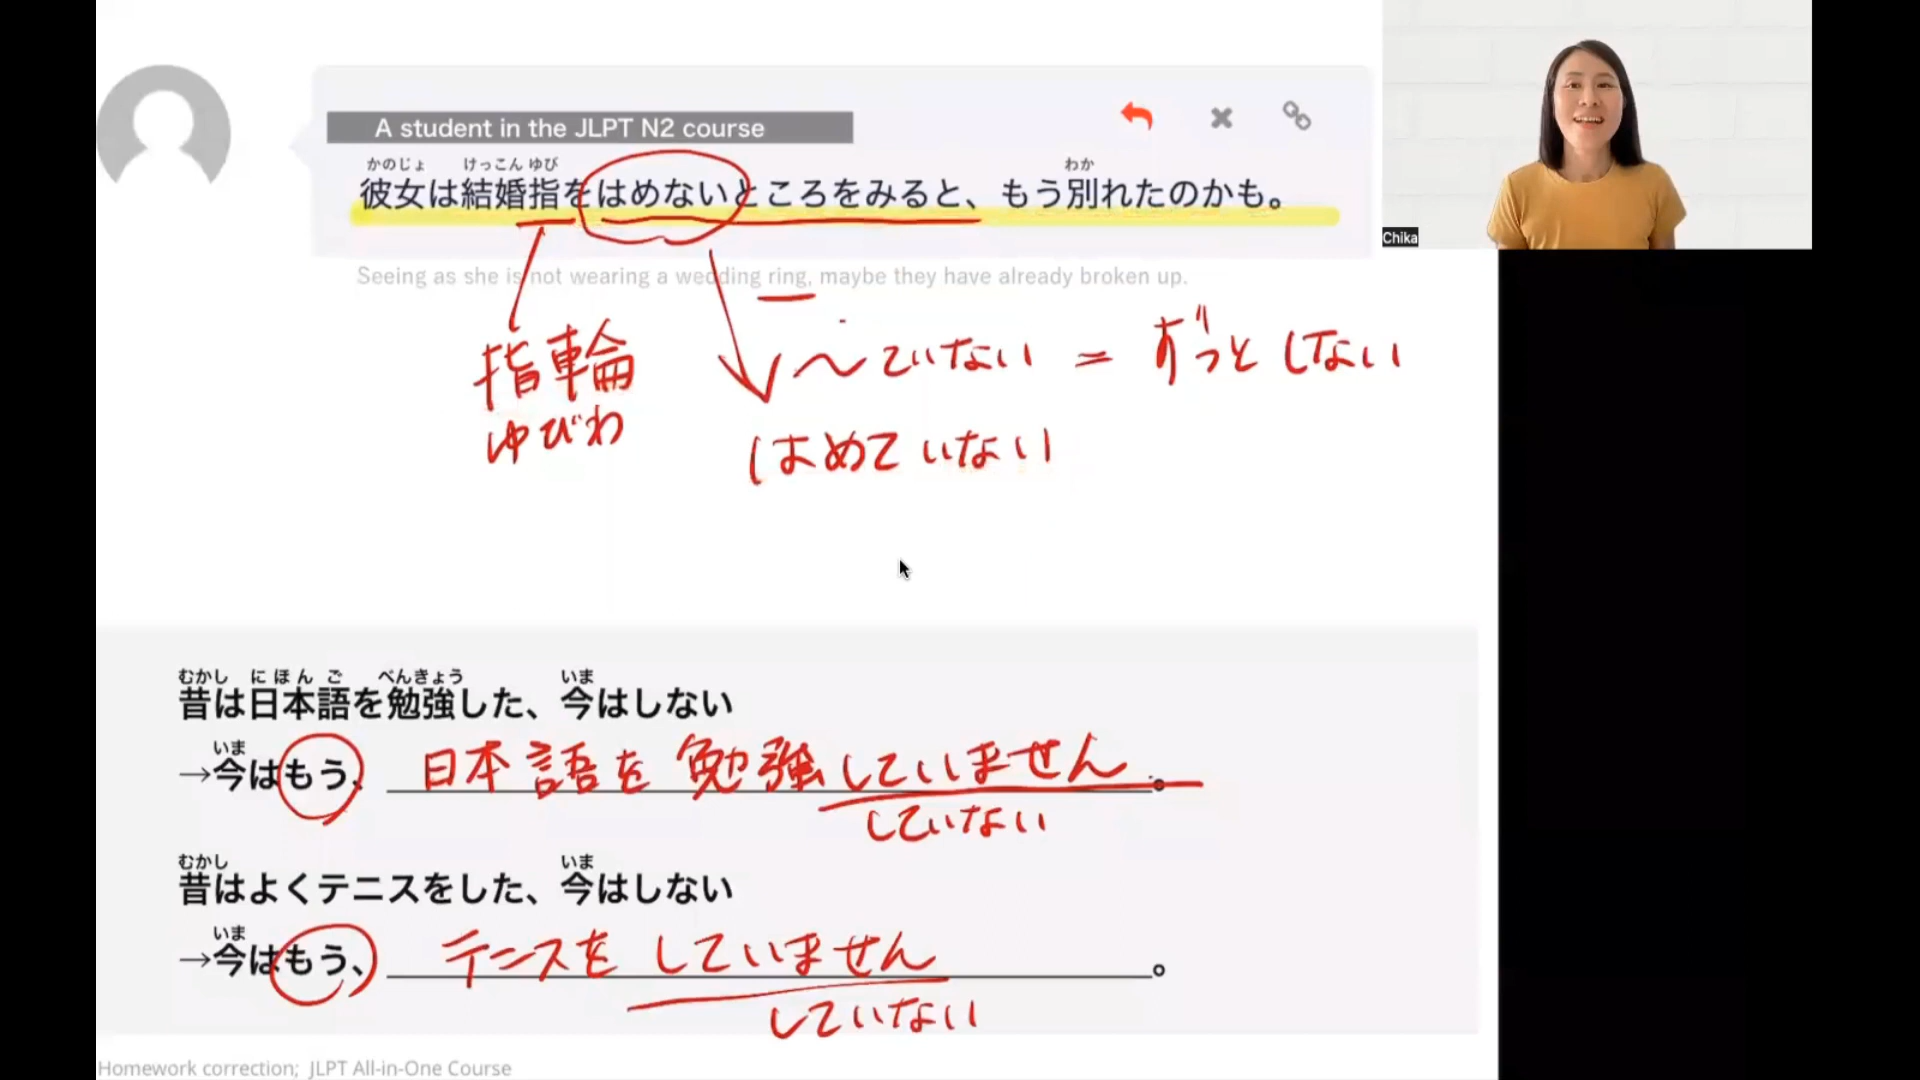 A student in the JLPT N2 course
かのじょ けっこん ゆび わか
彼女は結婚指をはめないところをみると、もう別れたのかも。
Chika
Seeing as she is not wearing a wedding ring, maybe they have already broken up.
〜ていない = ずっとしない
指輪
ゆびわ
はめていない
むかし にほんご べんきょう いま
昔は日本語を勉強した、今はしない
いま
→今はもう、日本語を勉強していません。
していない
むかし いま
昔はよくテニスをした、今はしない
いま
→今はもう、テニスをしていません。
していない
Homework correction; JLPT All-in-One Course